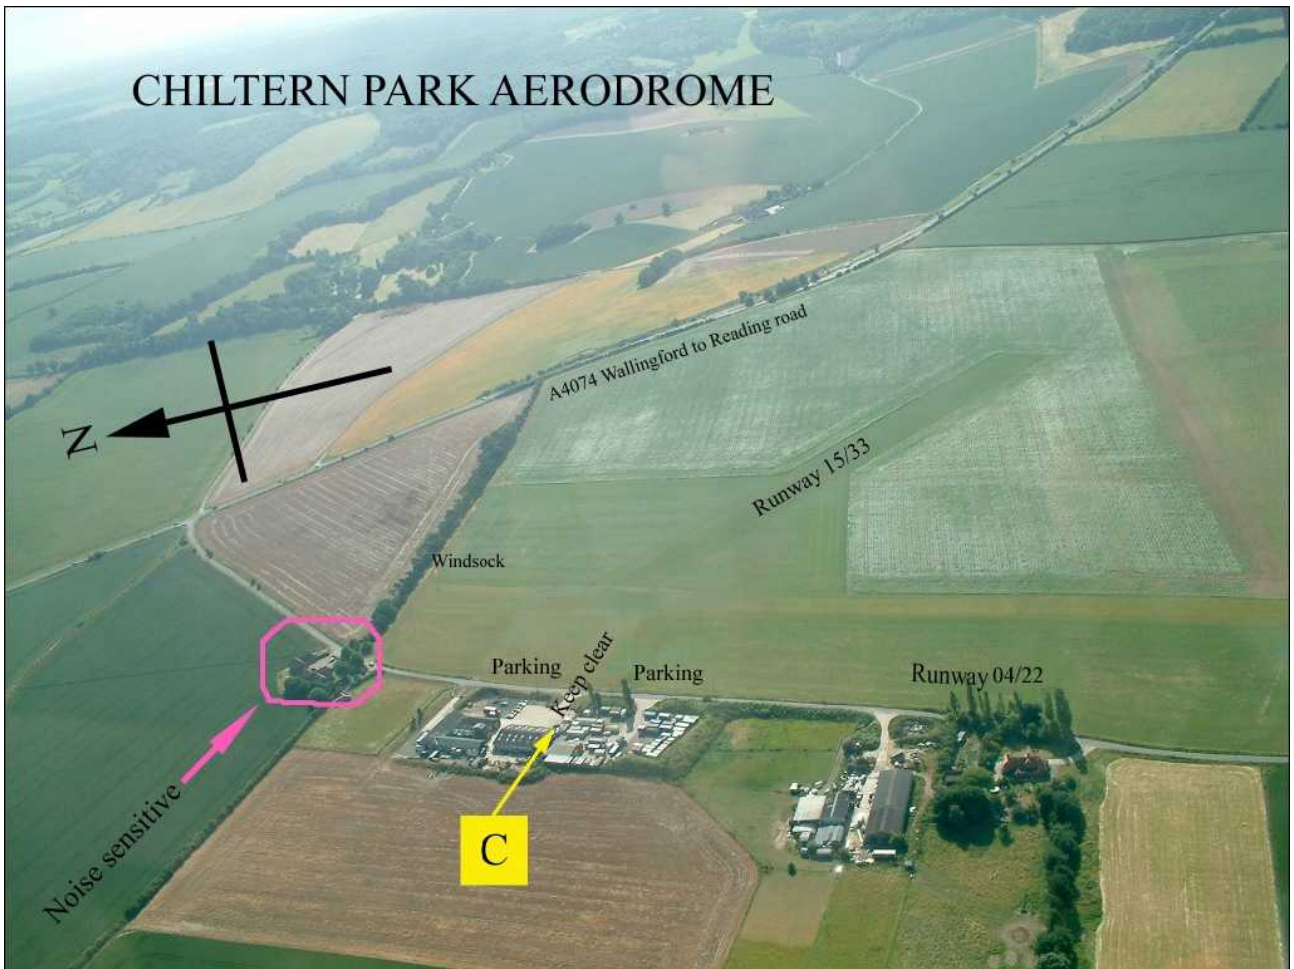 CHILTERN PARK AERODROME
A4074 Wallingford to Reading road
N
Runway 15/33
Windsock
Parking
Keep clear
Parking
Runway 04/22
Noise sensitive
C